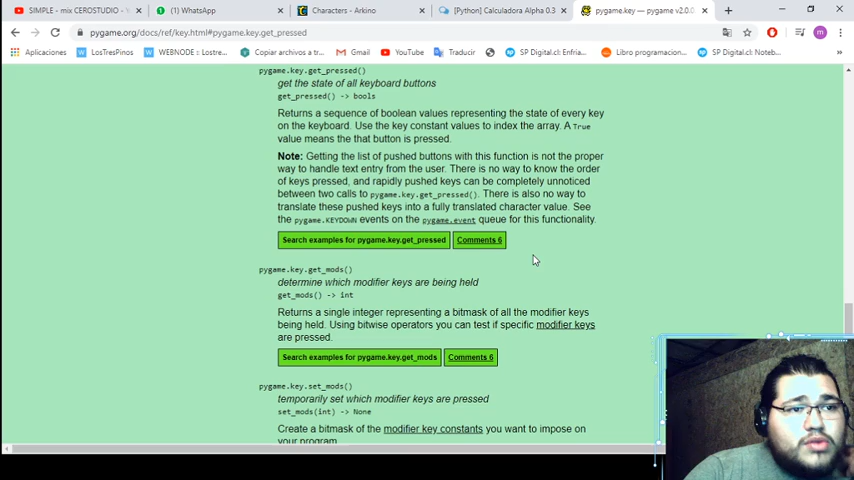 SIMPLE - mix CEROSTUDIO - Y
(1) WhatsApp
Characters - Arkino
[Python] Calculadora Alpha 0.3
pygame.key — pygame v2.0.0
pygame.org/docs/ref/key.html#pygame.key.get_pressed
m
Aplicaciones
LosTresPinos
WEBNODE :: Lostre...
SP Digital.cl: Enfria...
Gmail
YouTube
Traducir
SP Digital.cl
Libro programacio...
SP Digital.cl: Noteb...
pygame.key.get_pressed()
get the state of all keyboard buttons
get_pressed() -> bools
Returns a sequence of boolean values representing the state of every key
on the keyboard. Use the key constant values to index the array. A True
value means the that button is pressed.
Note: Getting the list of pushed buttons with this function is not the proper
way to handle text entry from the user. There is no way to know the order
of keys pressed, and rapidly pushed keys can be completely unnoticed
between two calls to pygame.key.get_pressed(). There is also no way to
translate these pushed keys into a fully translated character value. See
the pygame.KEYDOWN events on the pygame.event queue for this functionality.
Search examples for pygame.key.get_pressed
Comments 6
pygame.key.get_mods()
determine which modifier keys are being held
get_mods() -> int
Returns a single integer representing a bitmask of all the modifier keys
being held. Using bitwise operators you can test if specific modifier keys
are pressed.
Search examples for pygame.key.get_mods
Comments 6
pygame.key.set_mods()
temporarily set which modifier keys are pressed
set_mods(int) -> None
Create a bitmask of the modifier key constants you want to impose on
your program.